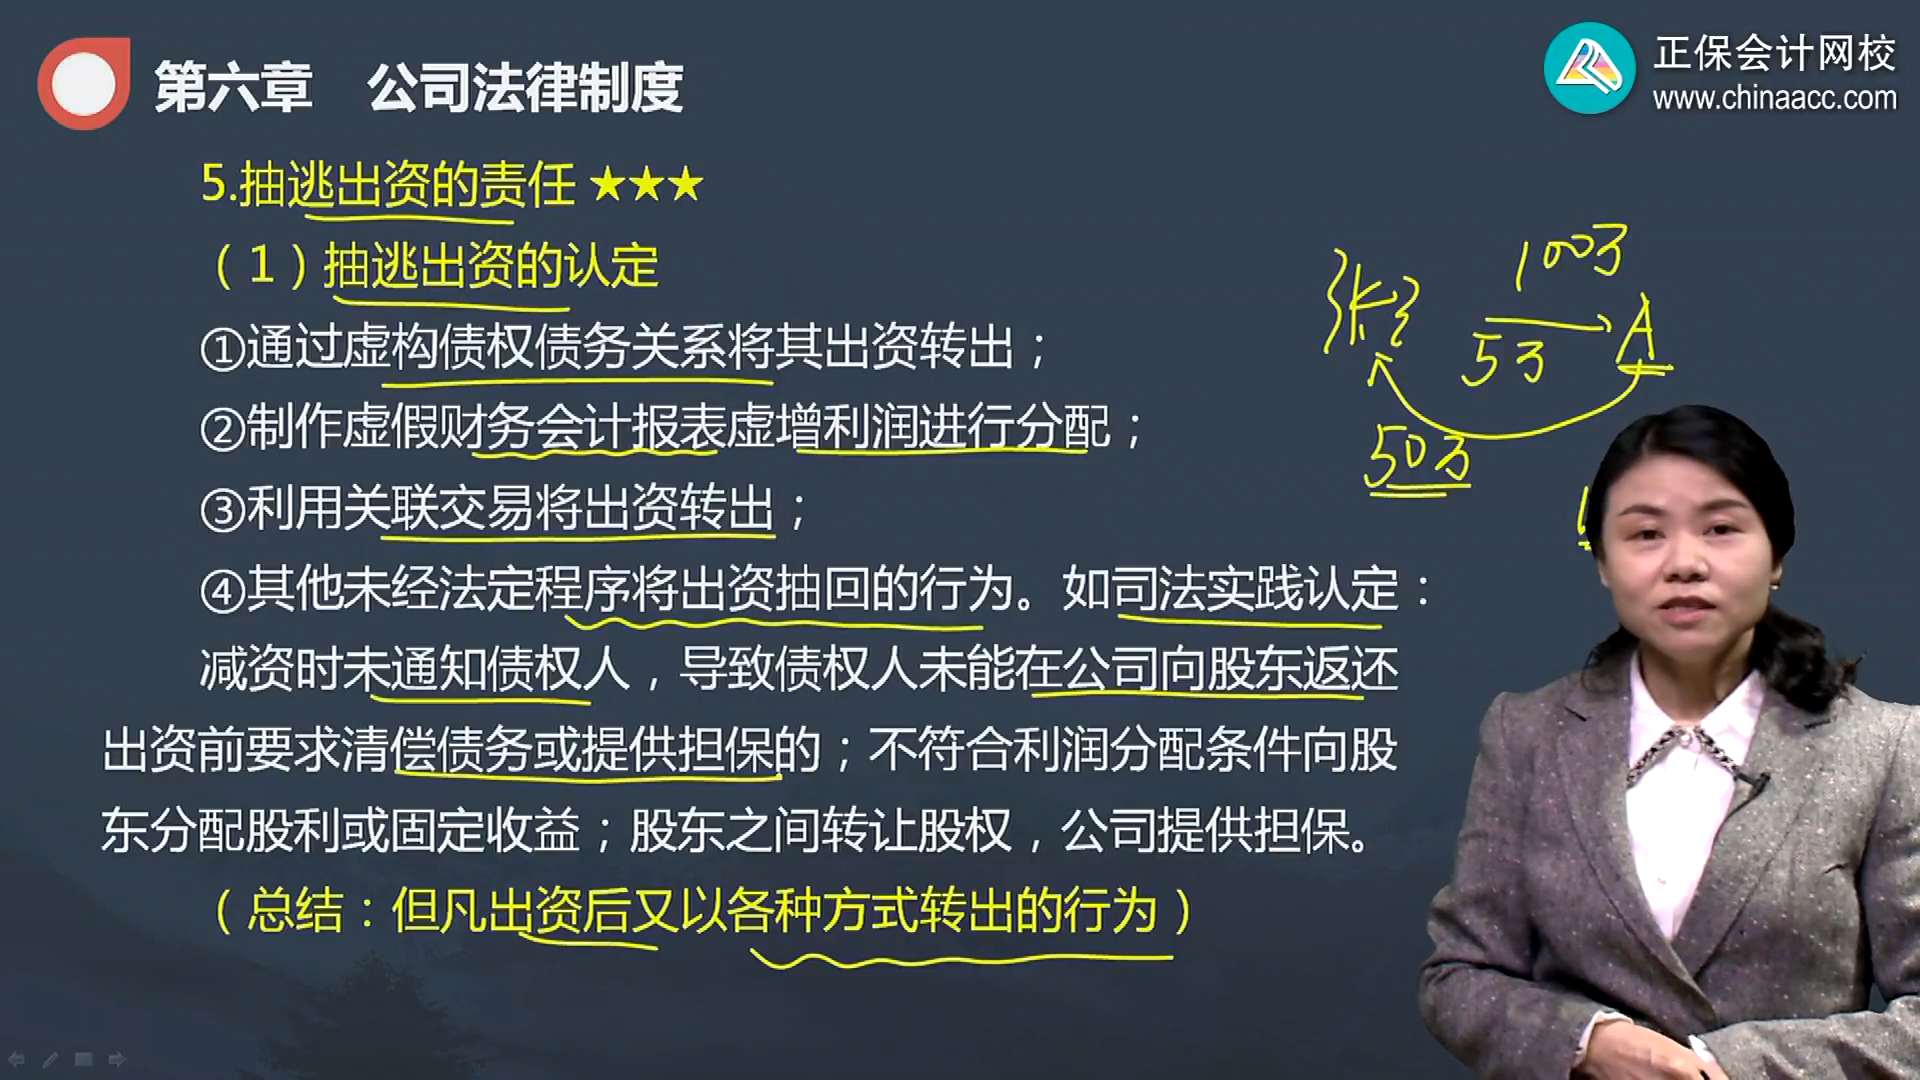 第六章 公司法律制度
正保会计网校
www.chinaacc.com
5.抽逃出资的责任 ★★★
（1）抽逃出资的认定
①通过虚构债权债务关系将其出资转出；
②制作虚假财务会计报表虚增利润进行分配；
③利用关联交易将出资转出；
④其他未经法定程序将出资抽回的行为。如司法实践认定：
减资时未通知债权人，导致债权人未能在公司向股东返还
出资前要求清偿债务或提供担保的；不符合利润分配条件向股
东分配股利或固定收益；股东之间转让股权，公司提供担保。
（总结：但凡出资后又以各种方式转出的行为）
100万
张3
A
5万
50万